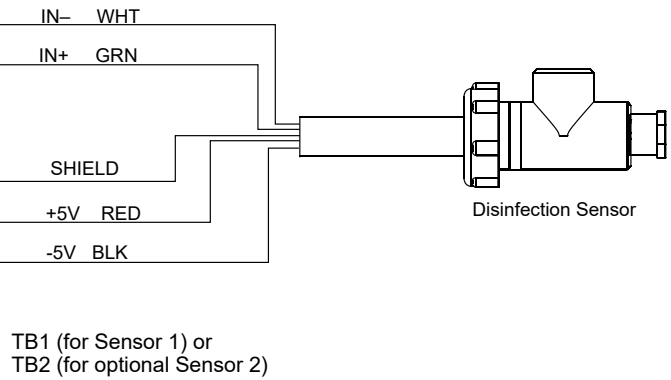 IN– WHT
IN+ GRN
SHIELD
+5V RED
-5V BLK
Disinfection Sensor
TB1 (for Sensor 1) or
TB2 (for optional Sensor 2)